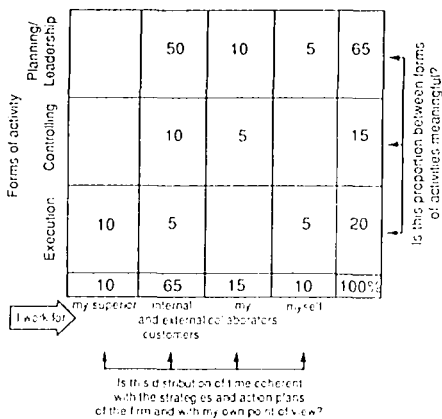 Forms of activity
Planning/
Leadership
50 10 5 65
Controlling
10 5 15
Execution
10 5 5 20
10 65 15 10 100%
I work for
my superior internal my myself
and external collaborators
customers
Is this proportion between forms
of activities meaningful?
Is this distribution of time coherent
with the strategies and action plans
of the firm and with my own point of view?